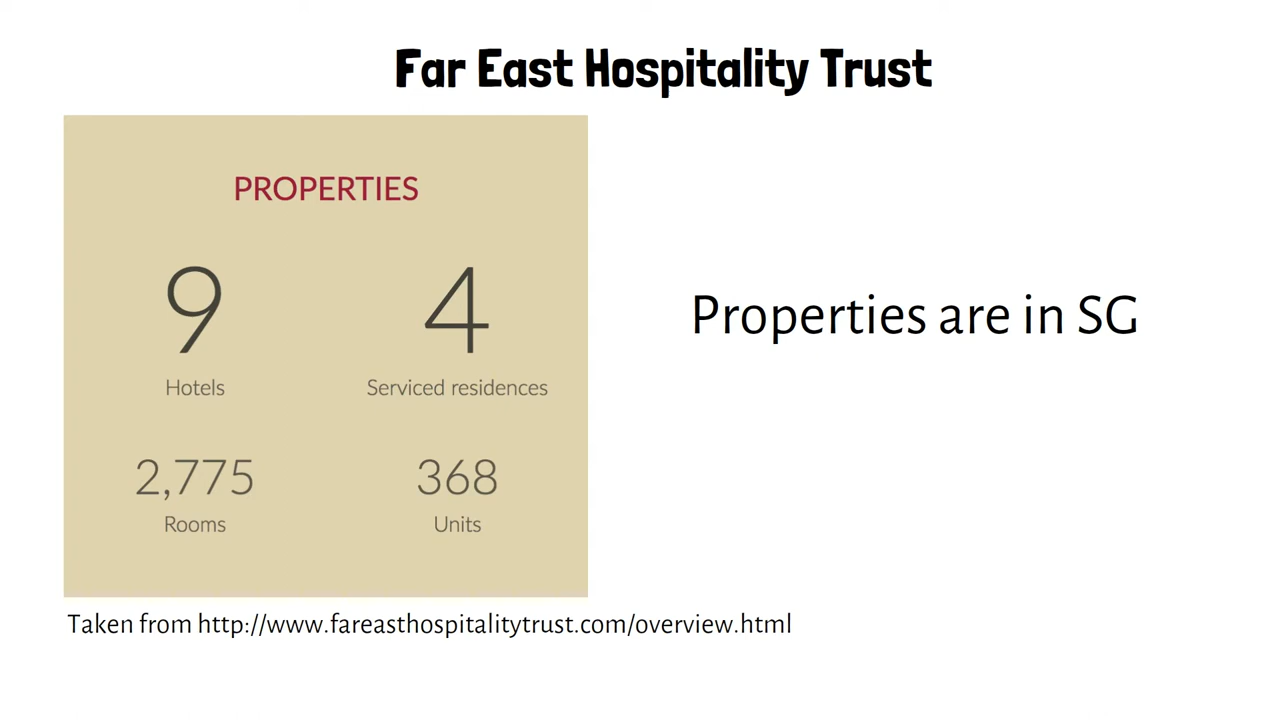 Far East Hospitality Trust
PROPERTIES
9 4
Hotels Serviced residences
2,775 368
Rooms Units
Properties are in SG
Taken from http://www.fareasthospitalitytrust.com/overview.html